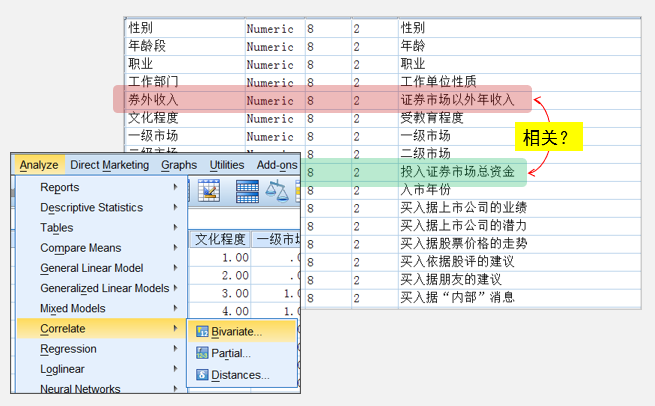 性别 Numeric 8 2 性别
年龄段 Numeric 8 2 年龄
职业 Numeric 8 2 职业
工作部门 Numeric 8 2 工作单位性质
券外收入 Numeric 8 2 证券市场以外年收入
文化程度 Numeric 8 2 受教育程度
一级市场 Numeric 8 2 一级市场
二级市场 Numeric 8 2 二级市场
8 2 投入证券市场总资金
8 2 入市年份
8 2 买入据上市公司的业绩
8 2 买入据上市公司的潜力
8 2 买入据股票价格的走势
8 2 买入依据股评的建议
8 2 买入据朋友的建议
8 2 买入据“内部”消息
相关？
Analyze Direct Marketing Graphs Utilities Add-ons
Reports
Descriptive Statistics
Tables
Compare Means
General Linear Model
Generalized Linear Models
Mixed Models
Correlate
Regression
Loglinear
Neural Networks
Bivariate...
Partial...
Distances...
文化程度 一级市场
1.00 .0
2.00 .0
3.00 1.0
4.00 1.0